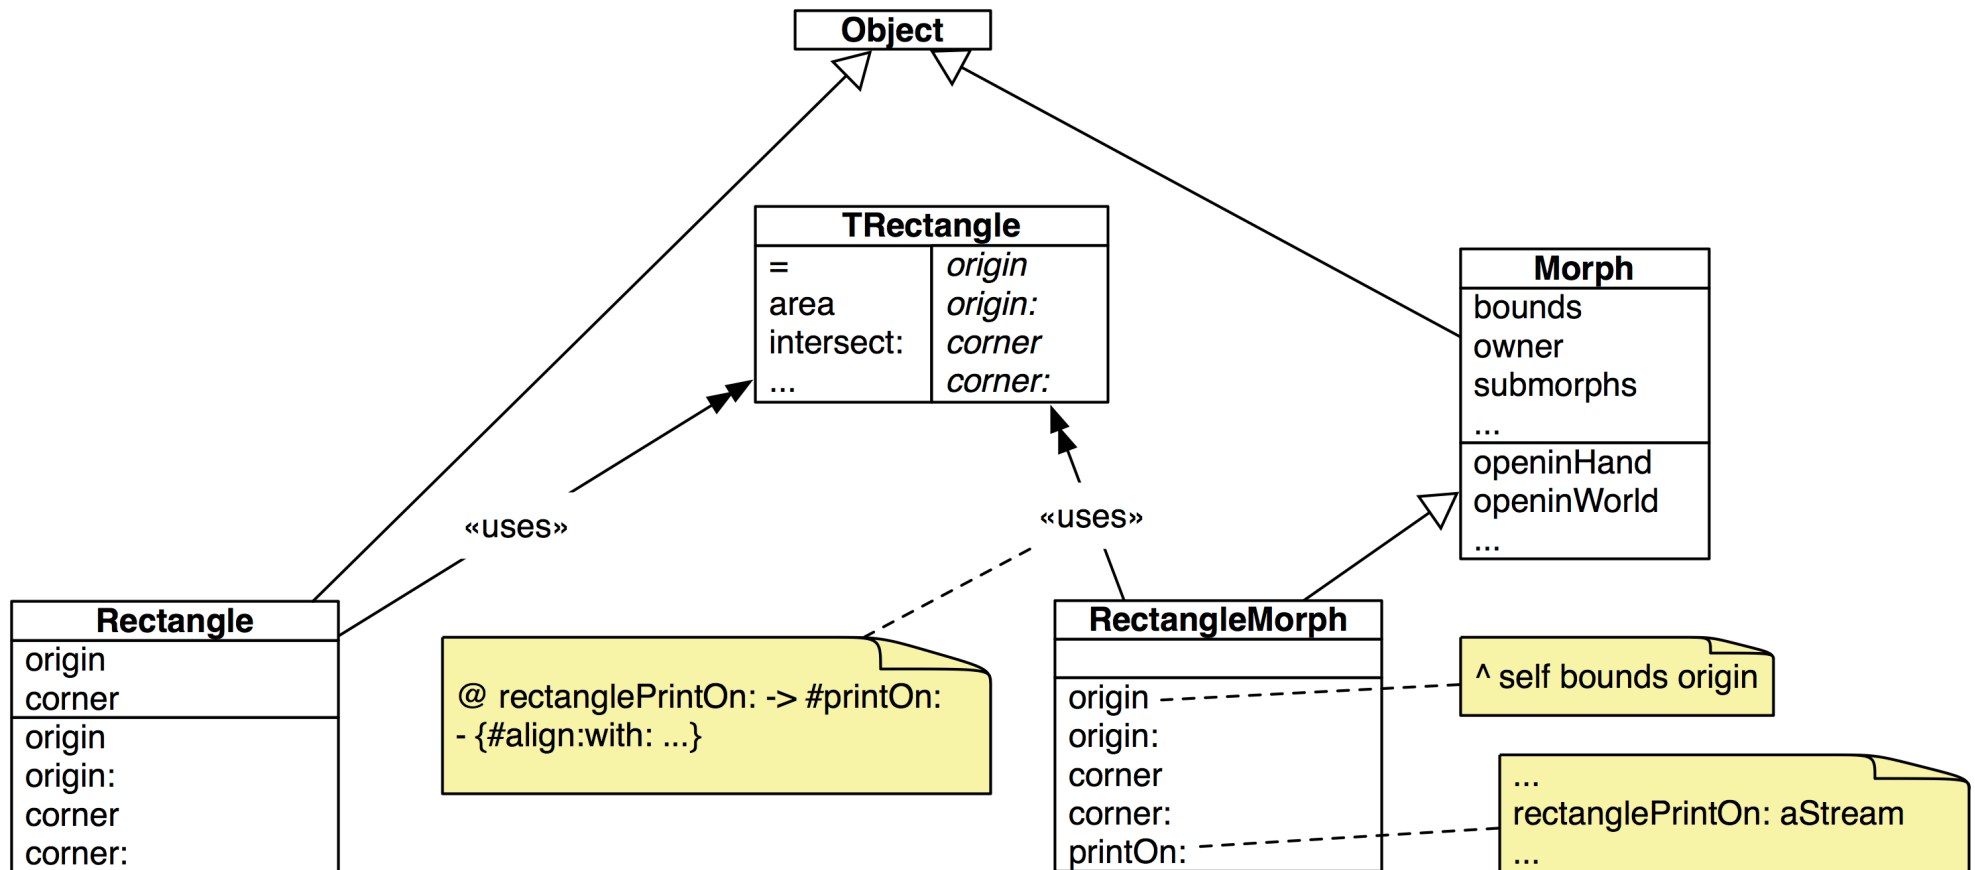 Object
TRectangle
=
area
intersect:
...
origin
origin:
corner
corner:
Morph
bounds
owner
submorphs
...
openinHand
openinWorld
...
«uses»
«uses»
Rectangle
origin
corner
origin
origin:
corner
corner:
@ rectanglePrintOn: -> #printOn:
- {#align:with: ...}
RectangleMorph
origin
origin:
corner
corner:
printOn:
^ self bounds origin
...
rectanglePrintOn: aStream
...